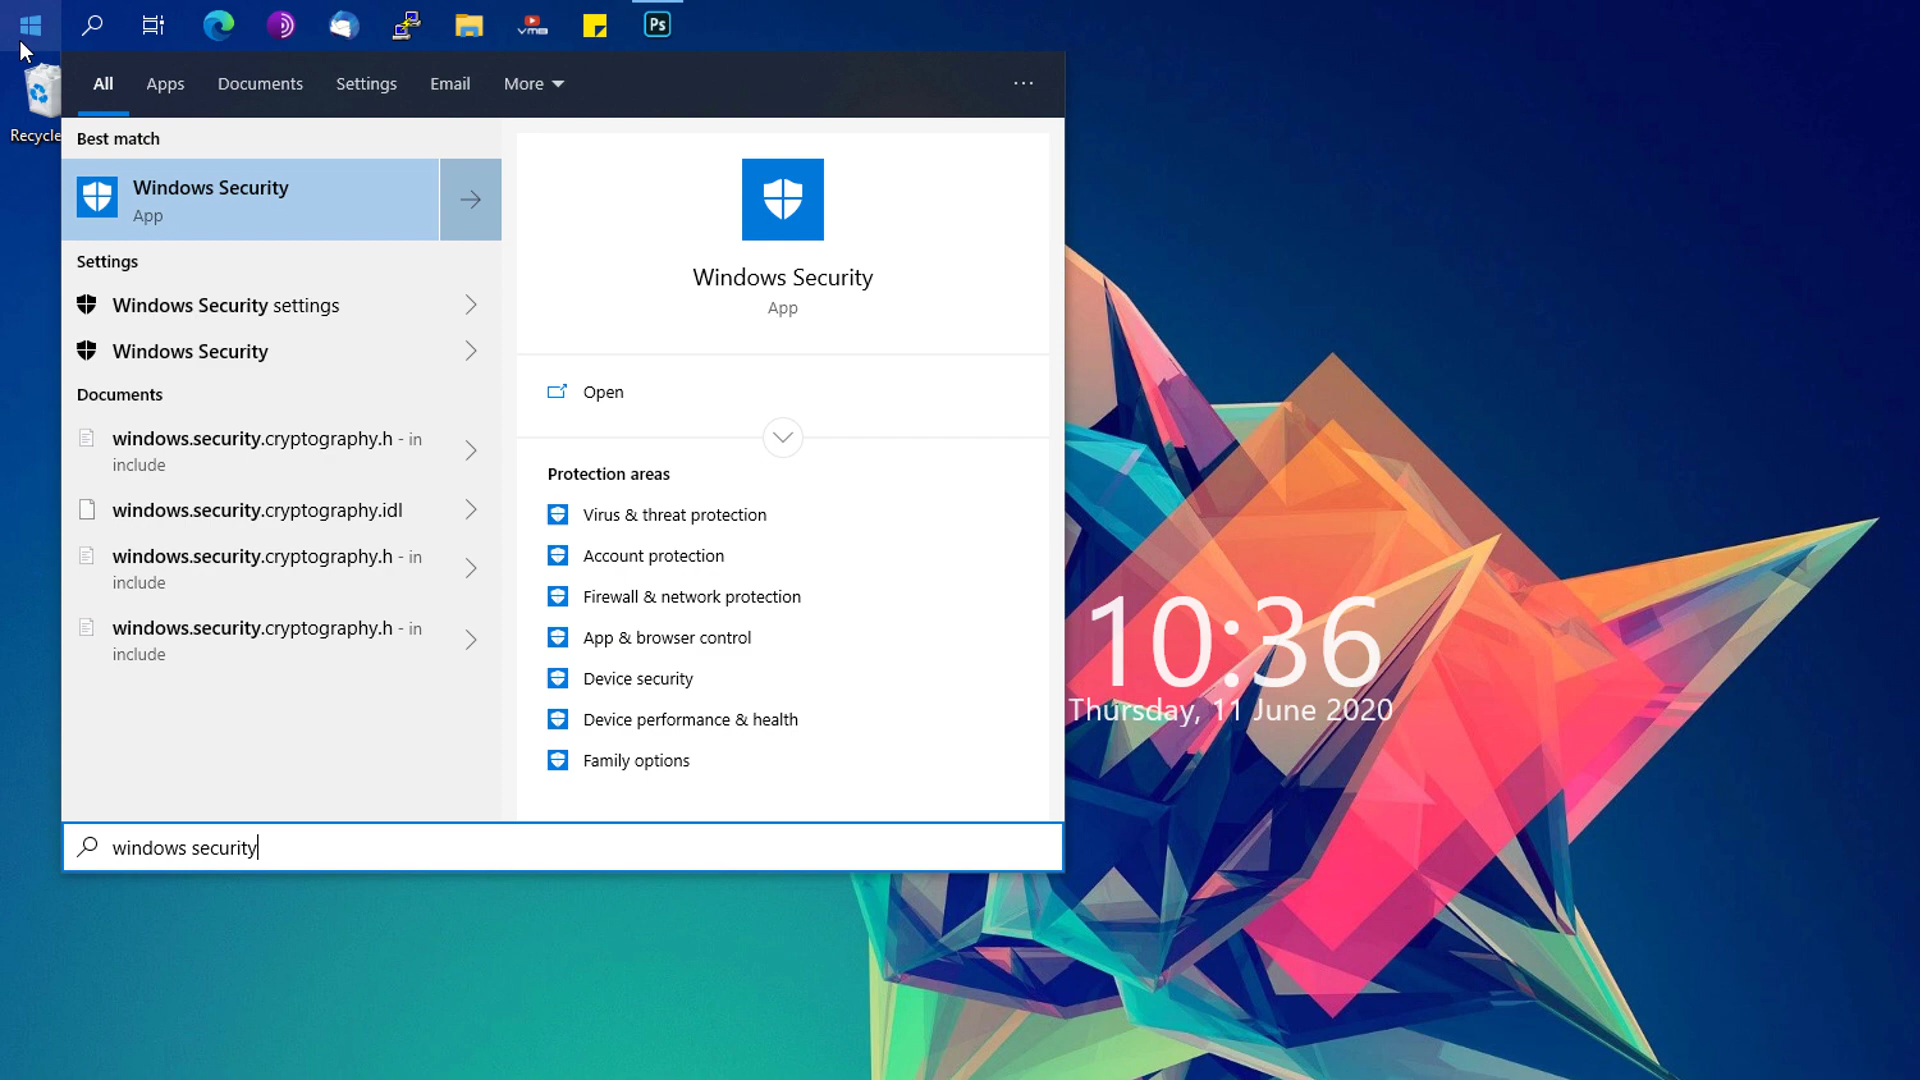 vmb
Ps
Recycle
All Apps Documents Settings Email More ...
Best match
Windows Security
App
Settings
Windows Security settings
Windows Security
Documents
windows.security.cryptography.h - in
include
windows.security.cryptography.idl
windows.security.cryptography.h - in
include
windows.security.cryptography.h - in
include
Windows Security
App
Open
Protection areas
Virus & threat protection
Account protection
Firewall & network protection
App & browser control
Device security
Device performance & health
Family options
10:36
Thursday, 11 June 2020
windows security